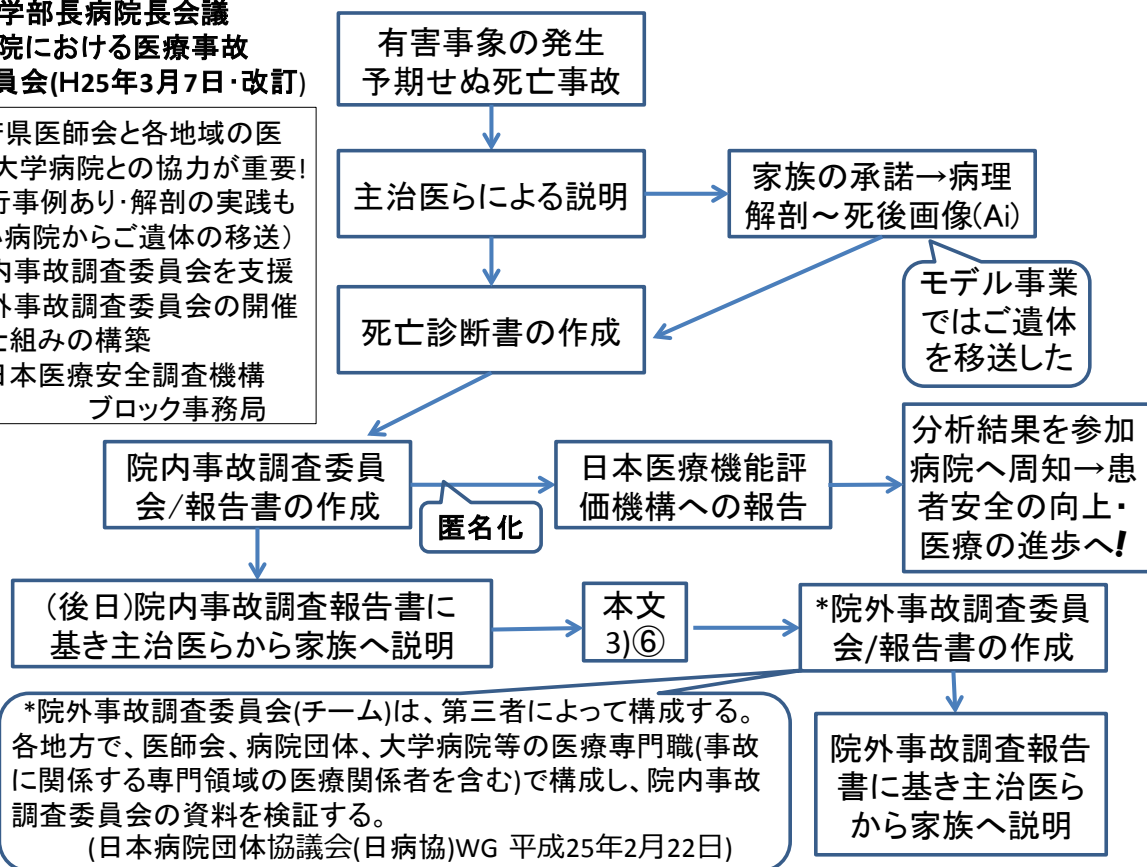 学部長病院長会議
院における医療事故
員会(H25年3月7日・改訂)
県医師会と各地域の医
大学病院との協力が重要!
行事例あり・解剖の実践も
病院からご遺体の移送）
内事故調査委員会を支援
外事故調査委員会の開催
仕組みの構築
日本医療安全調査機構
ブロック事務局
有害事象の発生
予期せぬ死亡事故
主治医らによる説明
家族の承諾→病理
解剖～死後画像(Ai)
モデル事業
ではご遺体
を移送した
死亡診断書の作成
院内事故調査委員
会/報告書の作成
匿名化
日本医療機能評
価機構への報告
分析結果を参加
病院へ周知→患
者安全の向上・
医療の進歩へ!
(後日)院内事故調査報告書に
基き主治医らから家族へ説明
本文
3)⑥
*院外事故調査委員
会/報告書の作成
*院外事故調査委員会(チーム)は、第三者によって構成する。
各地方で、医師会、病院団体、大学病院等の医療専門職(事故
に関係する専門領域の医療関係者を含む)で構成し、院内事故
調査委員会の資料を検証する。
(日本病院団体協議会(日病協)WG 平成25年2月22日)
院外事故調査報告
書に基き主治医ら
から家族へ説明